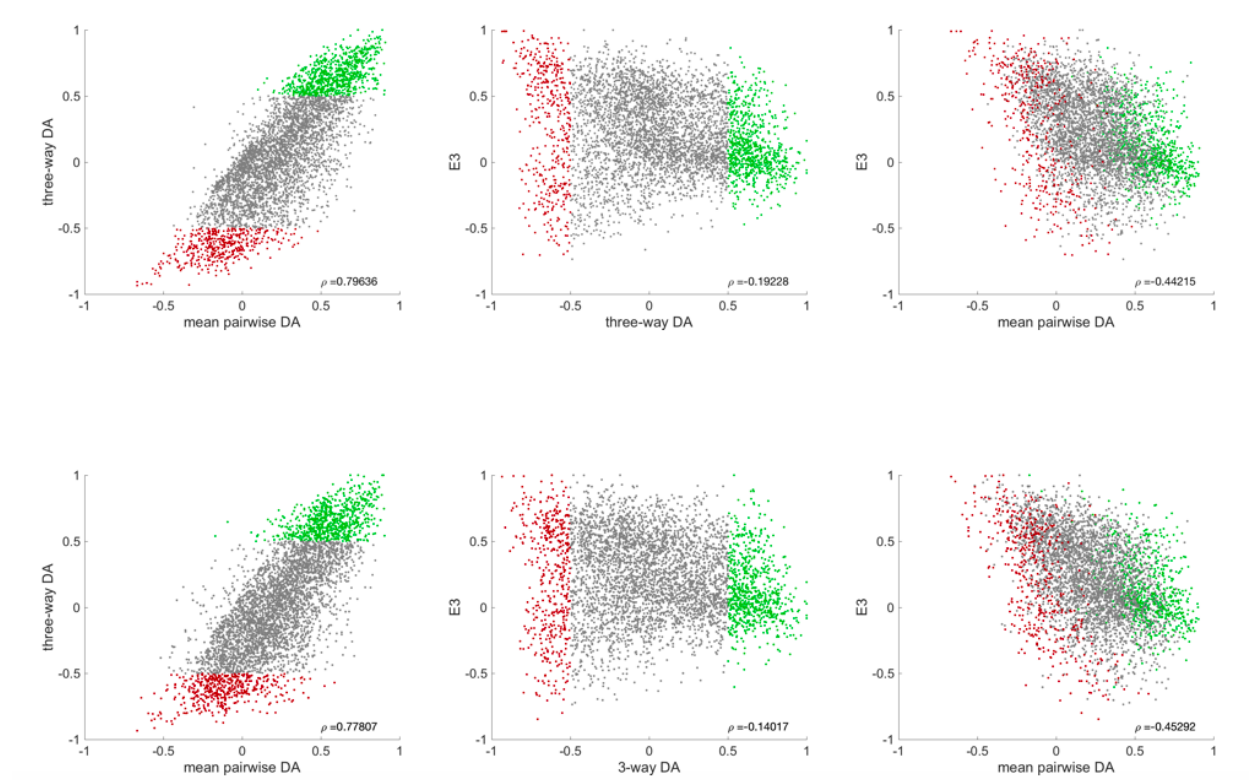 1
0.5
0
-0.5
-1
three-way DA
ρ =0.79636
-1 -0.5 0 0.5 1
mean pairwise DA
1
0.5
0
-0.5
-1
E3
ρ =-0.19228
-1 -0.5 0 0.5 1
three-way DA
1
0.5
0
-0.5
-1
E3
ρ =-0.44215
-1 -0.5 0 0.5 1
mean pairwise DA
1
0.5
0
-0.5
-1
three-way DA
ρ =0.77807
-1 -0.5 0 0.5 1
mean pairwise DA
1
0.5
0
-0.5
-1
E3
ρ =-0.14017
-1 -0.5 0 0.5 1
3-way DA
1
0.5
0
-0.5
-1
E3
ρ =-0.45292
-1 -0.5 0 0.5 1
mean pairwise DA